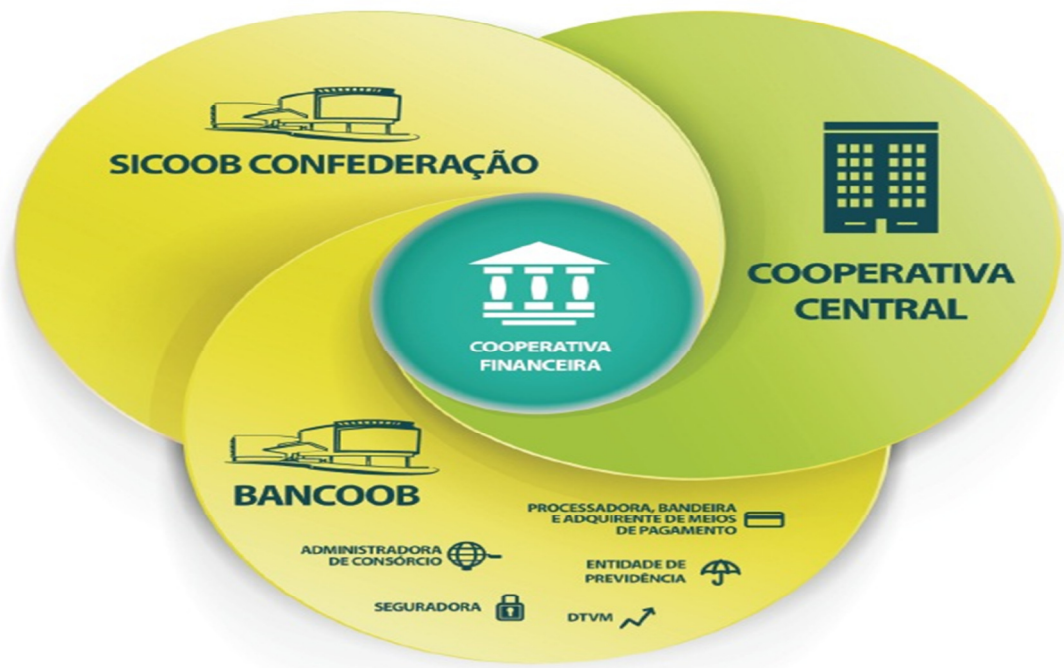 SICOOB CONFEDERAÇÃO
COOPERATIVA
CENTRAL
COOPERATIVA
FINANCEIRA
BANCOOB
PROCESSADORA, BANDEIRA
E ADQUIRENTE DE MEIOS
DE PAGAMENTO
ADMINISTRADORA
DE CONSÓRCIO
ENTIDADE DE
PREVIDÊNCIA
SEGURADORA
DTVM